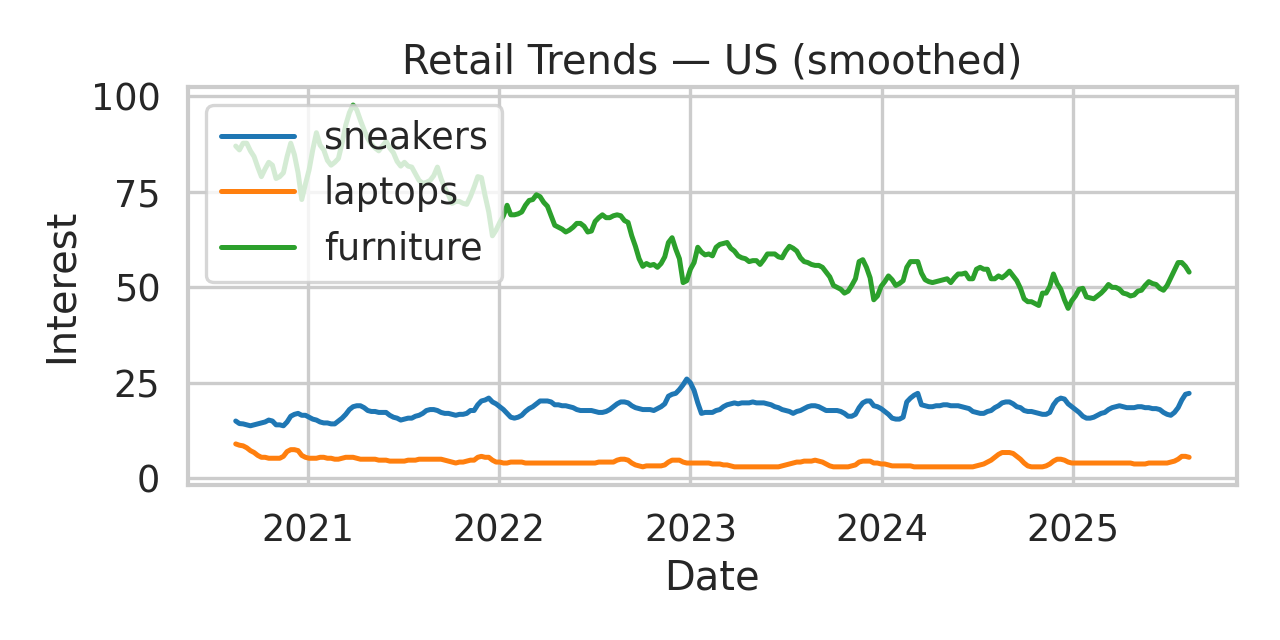 Retail Trends — US (smoothed)
100
75
50
25
0
Interest
sneakers
laptops
furniture
2021 2022 2023 2024 2025
Date